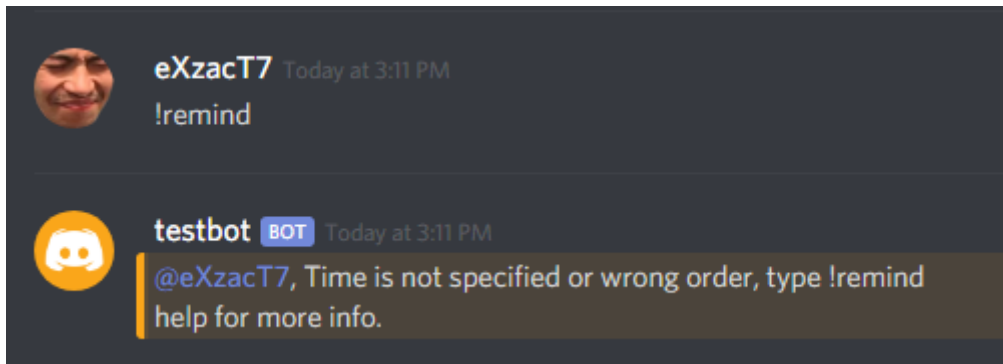 eXzacT7 Today at 3:11 PM
!remind
testbot BOT Today at 3:11 PM
@eXzacT7, Time is not specified or wrong order, type !remind
help for more info.